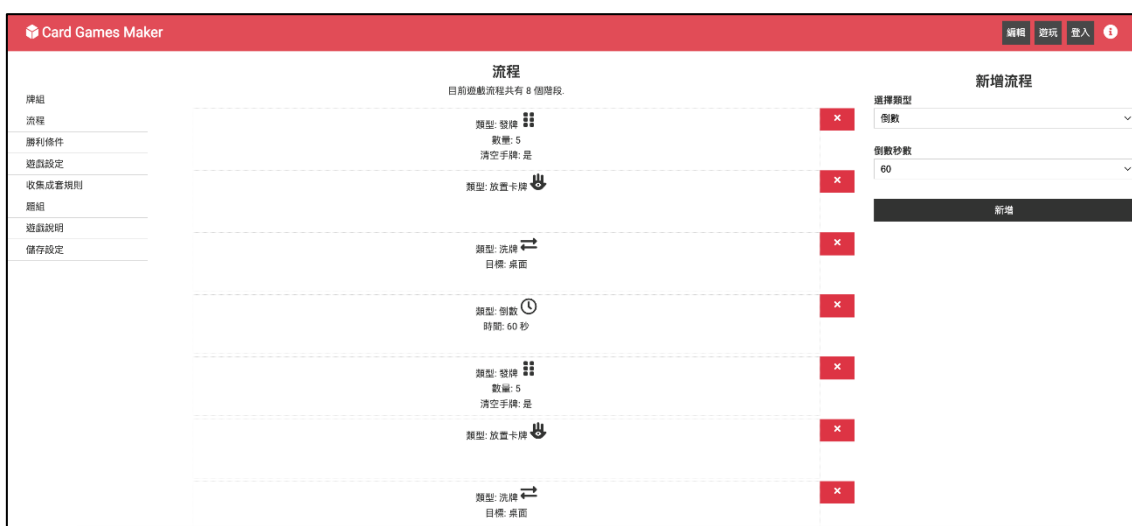 Card Games Maker
編輯 遊玩 登入
牌組
流程
勝利條件
遊戲設定
收集成套規則
題組
遊戲說明
儲存設定
流程
目前遊戲流程共有 8 個階段.
類型: 發牌
數量: 5
清空手牌: 是
類型: 放置卡牌
類型: 洗牌
目標: 桌面
類型: 倒數
時間: 60 秒
類型: 發牌
數量: 5
清空手牌: 是
類型: 放置卡牌
類型: 洗牌
目標: 桌面
新增流程
選擇類型
倒數
倒數秒數
60
新增